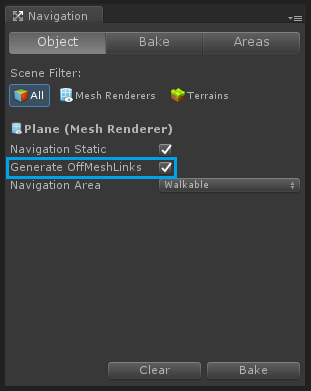 Navigation
Object Bake Areas
Scene Filter:
All Mesh Renderers Terrains
Plane (Mesh Renderer)
Navigation Static
Generate OffMeshLinks
Navigation Area Walkable
Clear Bake